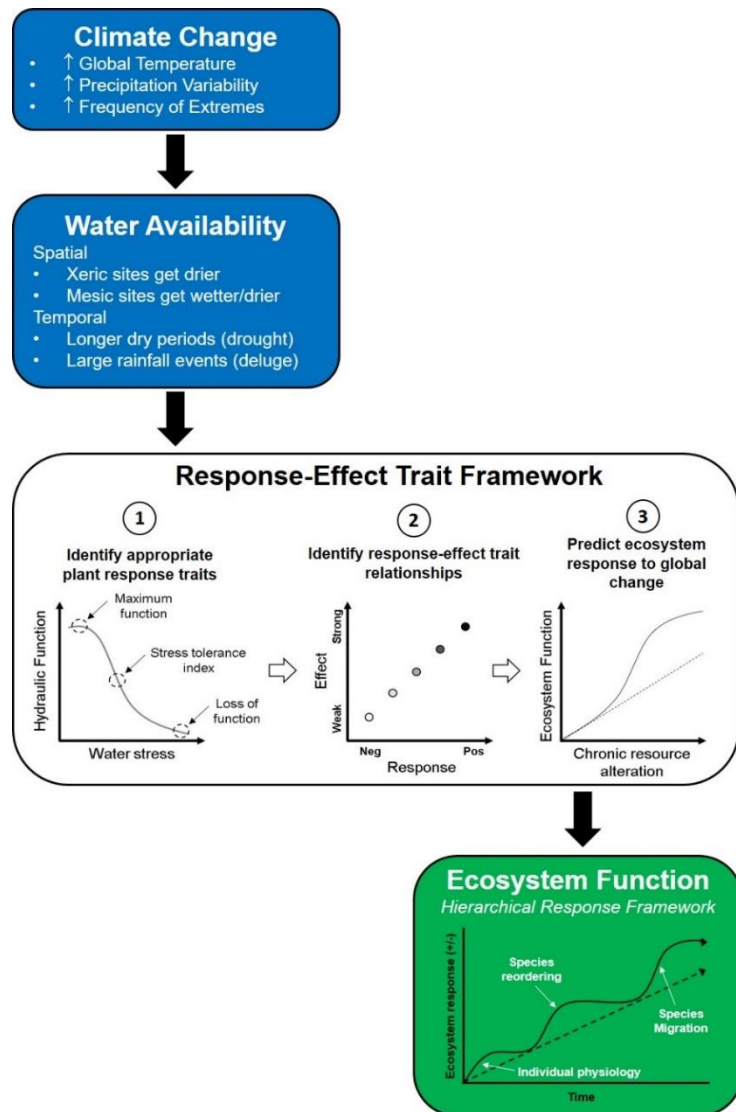 Climate Change
• ↑ Global Temperature
• ↑ Precipitation Variability
• ↑ Frequency of Extremes
Water Availability
Spatial
• Xeric sites get drier
• Mesic sites get wetter/drier
Temporal
• Longer dry periods (drought)
• Large rainfall events (deluge)
Response-Effect Trait Framework
1
Identify appropriate
plant response traits
Hydraulic Function
Maximum
function
Stress tolerance
index
Loss of
function
Water stress
2
Identify response-effect trait
relationships
Effect
Strong
Weak
Neg
Pos
Response
3
Predict ecosystem
response to global
change
Ecosystem Function
Chronic resource
alteration
Ecosystem Function
Hierarchical Response Framework
Ecosystem response (+/-)
Species
reordering
Species
Migration
Individual physiology
Time